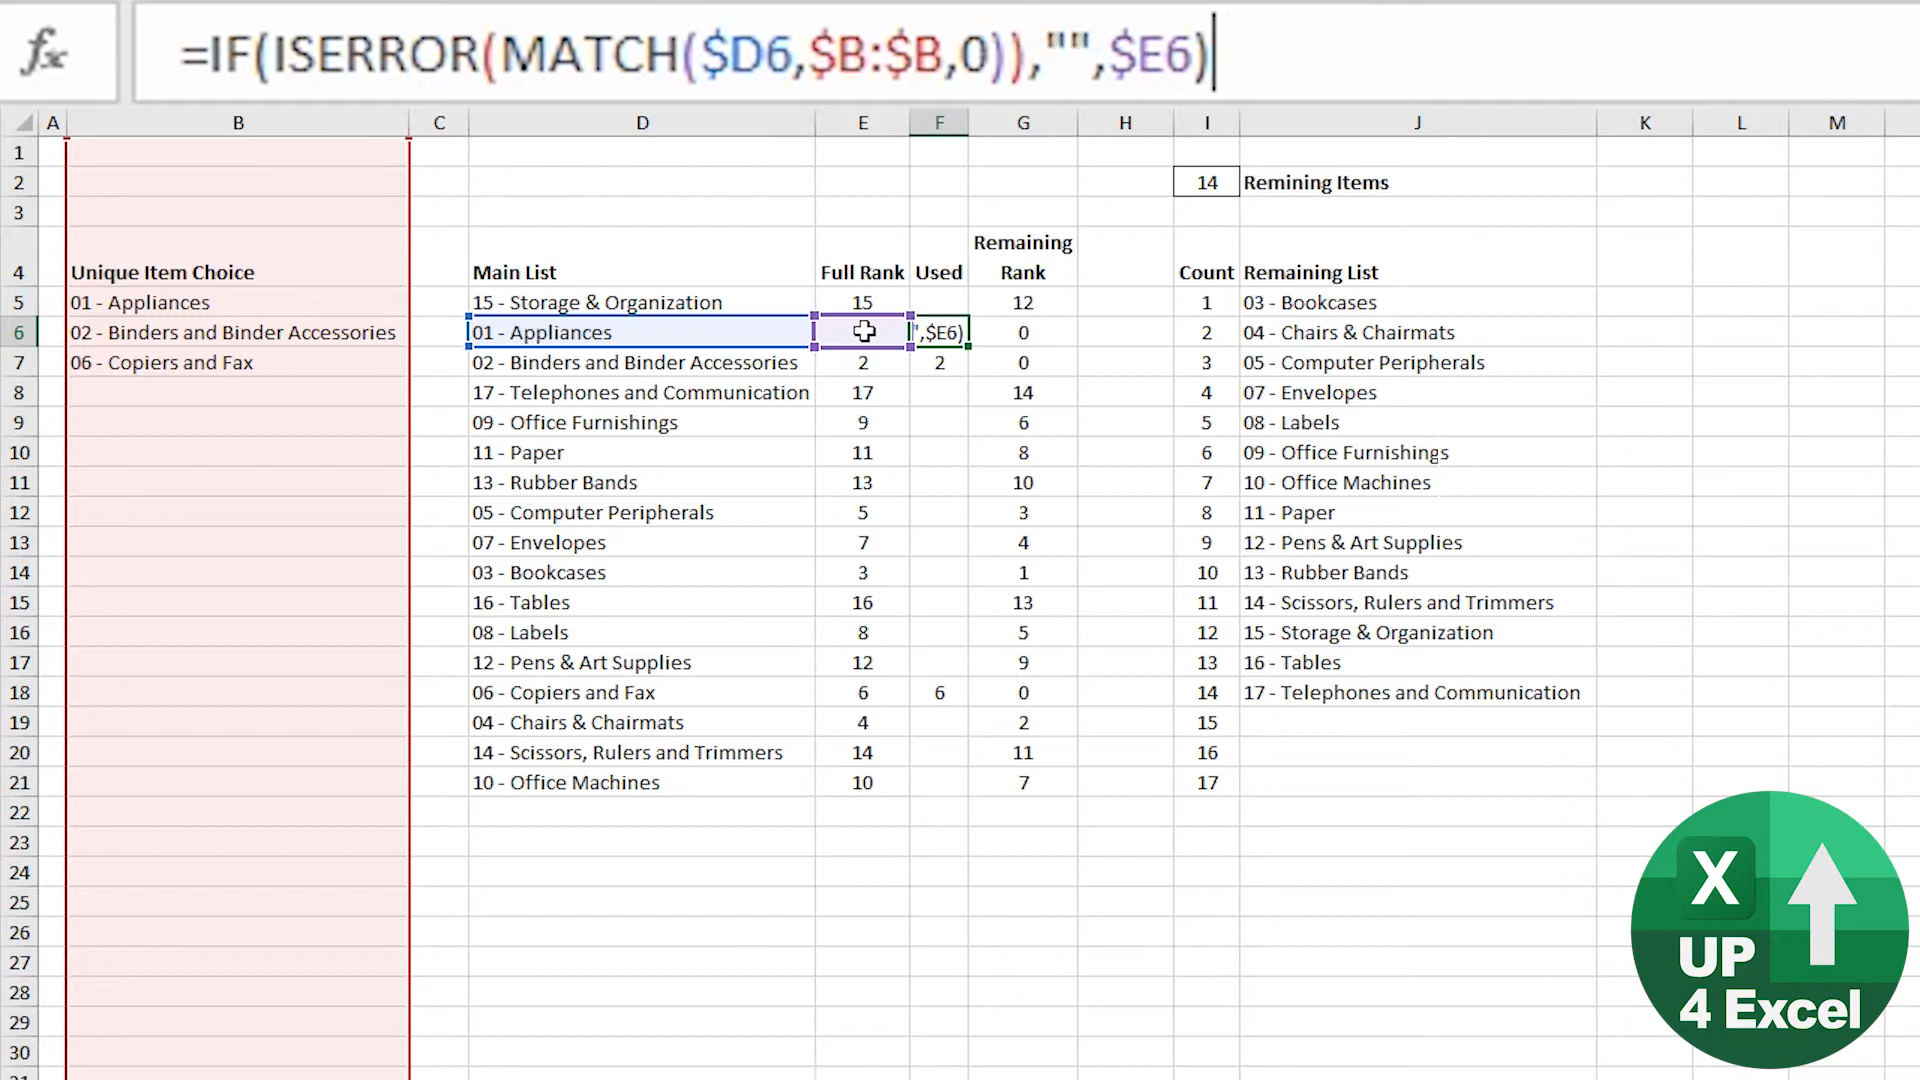 fx =IF(ISERROR(MATCH($D6,$B:$B,0)),"",$E6)
A B C D E F G H I J K L M
1
2 14 Remining Items
3
Remaining
4 Unique Item Choice Main List Full Rank Used Rank Count Remaining List
5 01 - Appliances 15 - Storage & Organization 15 12 1 03 - Bookcases
6 02 - Binders and Binder Accessories 01 - Appliances ",$E6) 0 2 04 - Chairs & Chairmats
7 06 - Copiers and Fax 02 - Binders and Binder Accessories 2 2 0 3 05 - Computer Peripherals
8 17 - Telephones and Communication 17 14 4 07 - Envelopes
9 09 - Office Furnishings 9 6 5 08 - Labels
10 11 - Paper 11 8 6 09 - Office Furnishings
11 13 - Rubber Bands 13 10 7 10 - Office Machines
12 05 - Computer Peripherals 5 3 8 11 - Paper
13 07 - Envelopes 7 4 9 12 - Pens & Art Supplies
14 03 - Bookcases 3 1 10 13 - Rubber Bands
15 16 - Tables 16 13 11 14 - Scissors, Rulers and Trimmers
16 08 - Labels 8 5 12 15 - Storage & Organization
17 12 - Pens & Art Supplies 12 9 13 16 - Tables
18 06 - Copiers and Fax 6 6 0 14 17 - Telephones and Communication
19 04 - Chairs & Chairmats 4 2 15
20 14 - Scissors, Rulers and Trimmers 14 11 16
21 10 - Office Machines 10 7 17
22
23
24
25
26
27
28
29
30
X
UP
4 Excel